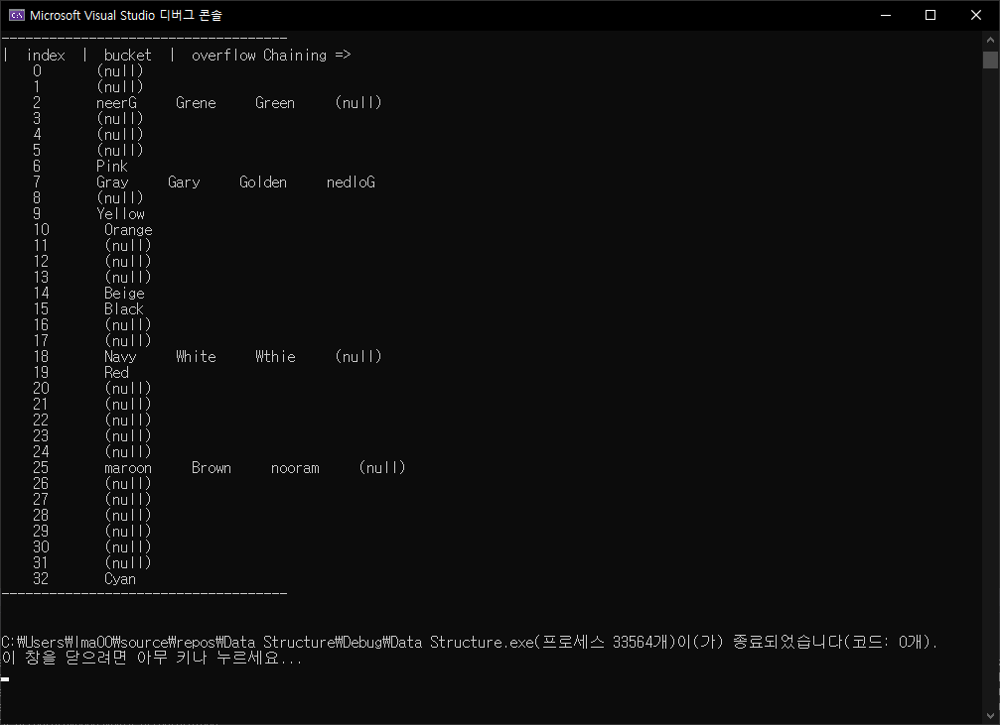 Microsoft Visual Studio 디버그 콘솔
------------------------------------
|  index  |  bucket  |  overflow Chaining =>
0 (null)
1 (null)
2 neerG Grene Green (null)
3 (null)
4 (null)
5 (null)
6 Pink
7 Gray Gary Golden nedloG
8 (null)
9 Yellow
10 Orange
11 (null)
12 (null)
13 (null)
14 Beige
15 Black
16 (null)
17 (null)
18 Navy White Wthie (null)
19 Red
20 (null)
21 (null)
22 (null)
23 (null)
24 (null)
25 maroon Brown nooram (null)
26 (null)
27 (null)
28 (null)
29 (null)
30 (null)
31 (null)
32 Cyan
------------------------------------
C:₩Users₩Ima00₩source₩repos₩Data Structure₩Debug₩Data Structure.exe(프로세스 33564개)이(가) 종료되었습니다(코드: 0개).
이 창을 닫으려면 아무 키나 누르세요...